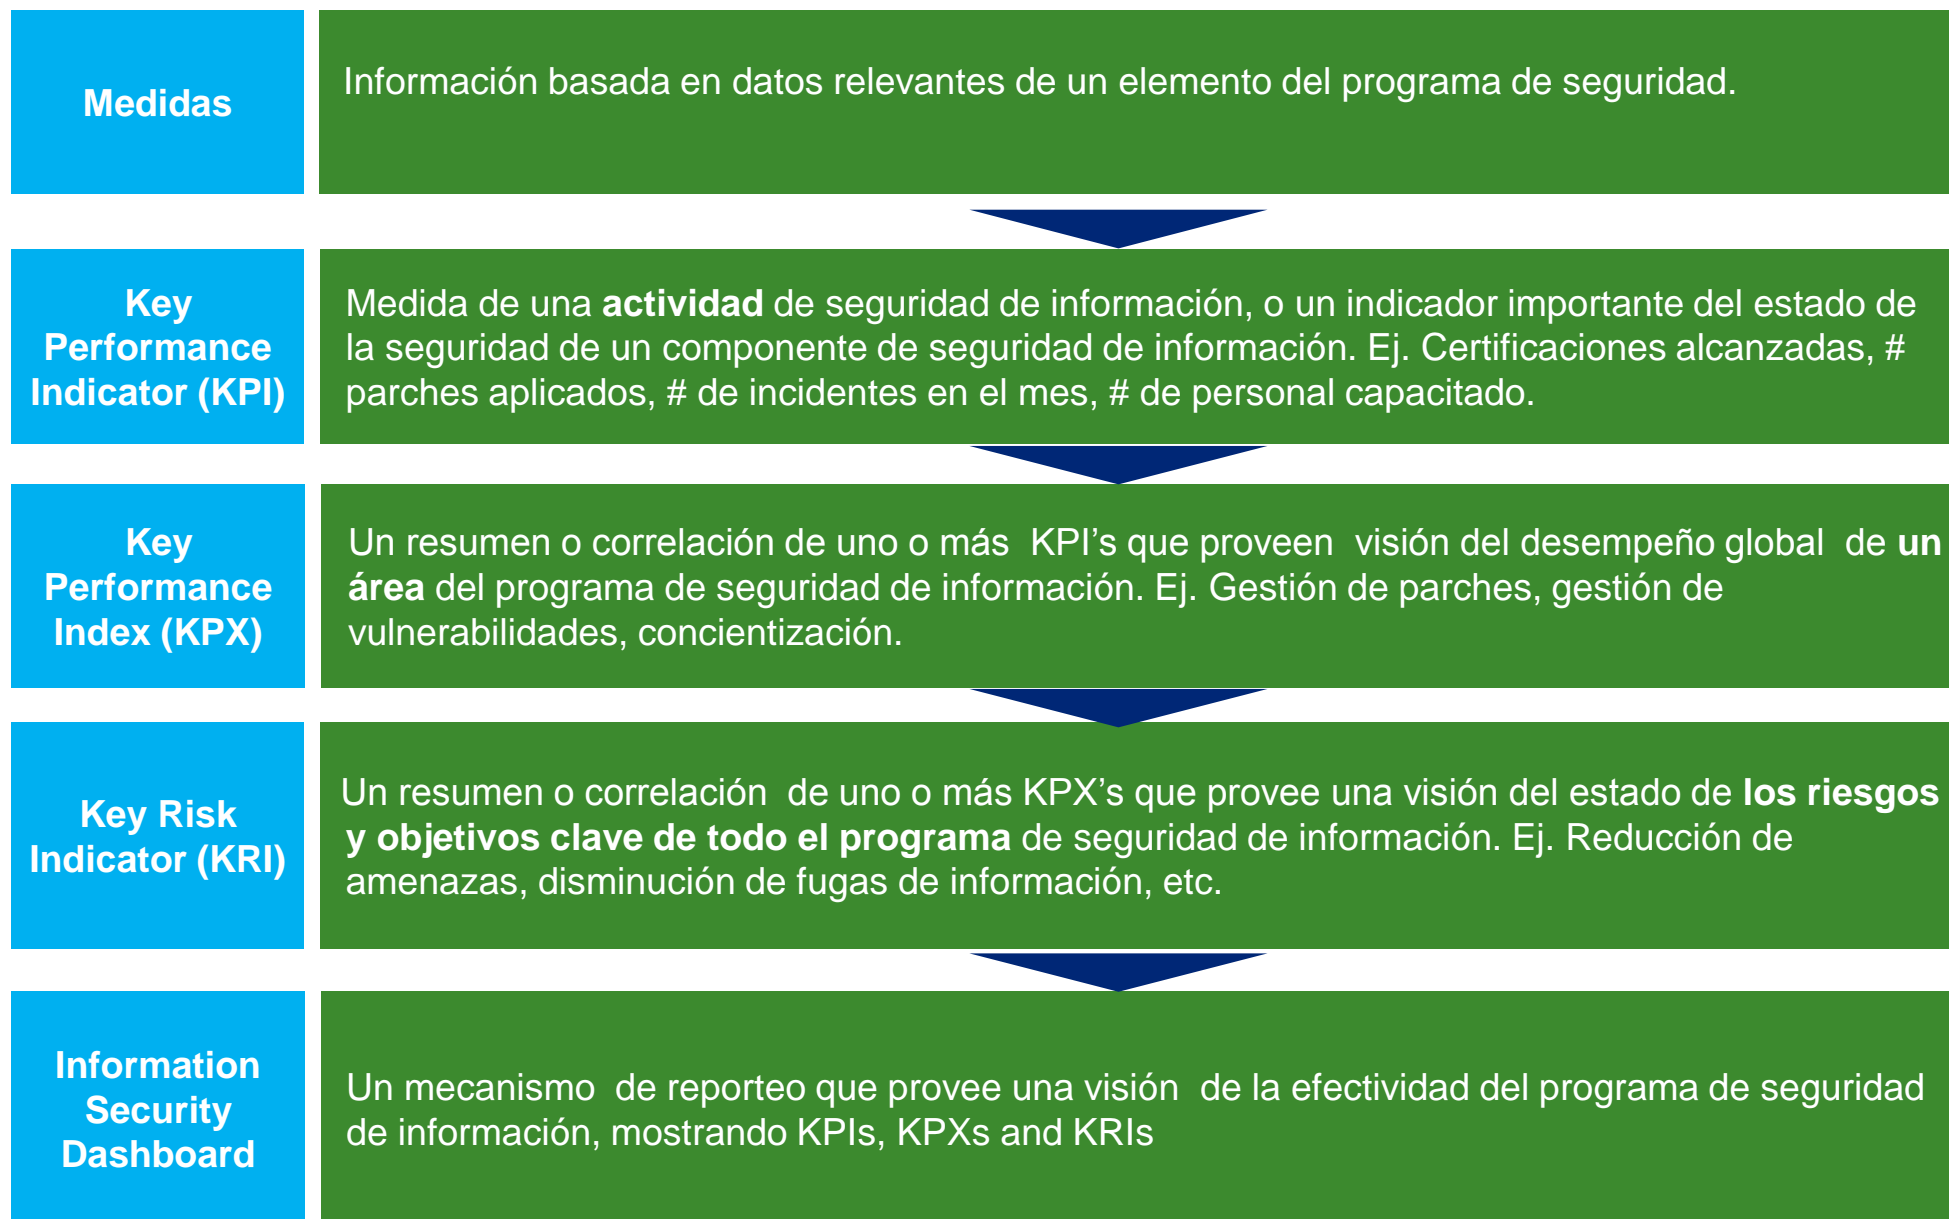 Medidas
Información basada en datos relevantes de un elemento del programa de seguridad.
Key
Performance
Indicator (KPI)
Medida de una actividad de seguridad de información, o un indicador importante del estado de
la seguridad de un componente de seguridad de información. Ej. Certificaciones alcanzadas, #
parches aplicados, # de incidentes en el mes, # de personal capacitado.
Key
Performance
Index (KPX)
Un resumen o correlación de uno o más KPI’s que proveen visión del desempeño global de un
área del programa de seguridad de información. Ej. Gestión de parches, gestión de
vulnerabilidades, concientización.
Key Risk
Indicator (KRI)
Un resumen o correlación de uno o más KPX’s que provee una visión del estado de los riesgos
y objetivos clave de todo el programa de seguridad de información. Ej. Reducción de
amenazas, disminución de fugas de información, etc.
Information
Security
Dashboard
Un mecanismo de reporteo que provee una visión de la efectividad del programa de seguridad
de información, mostrando KPIs, KPXs and KRIs